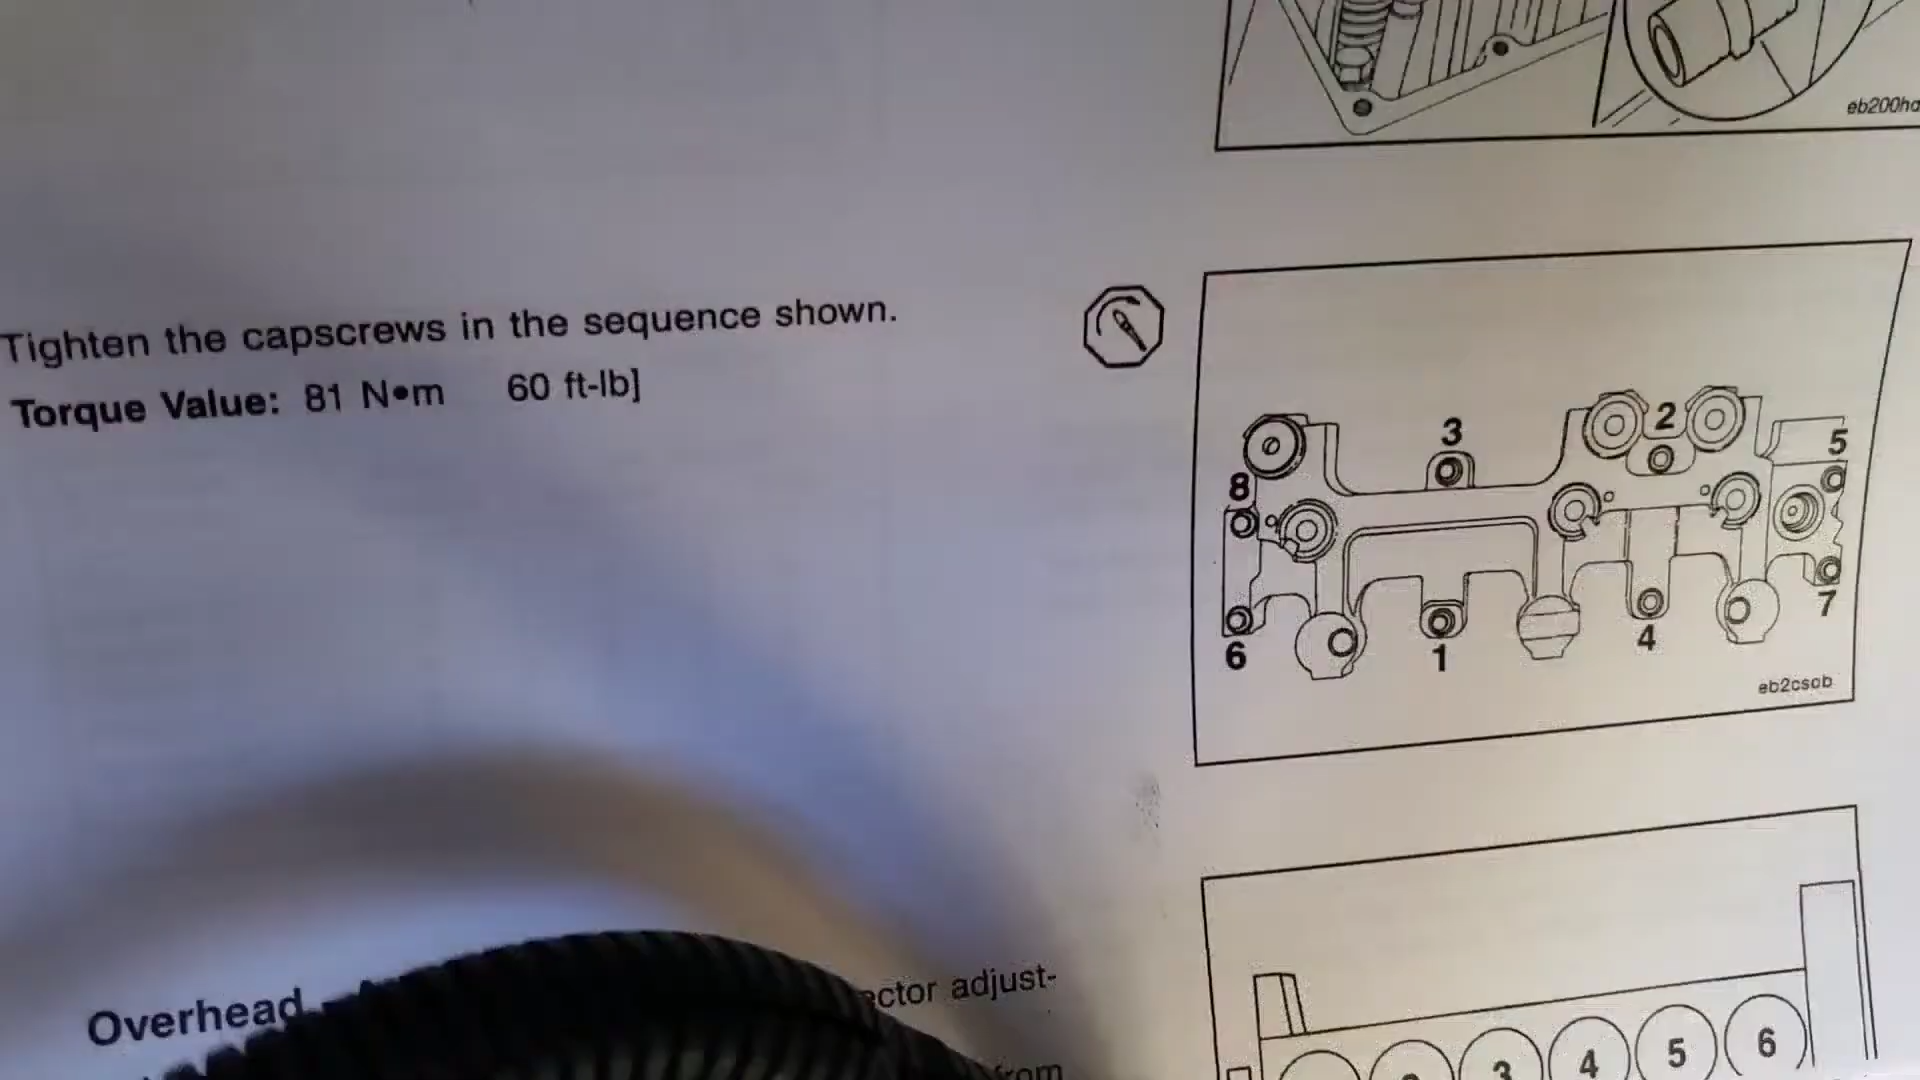 eb200ha
Tighten the capscrews in the sequence shown.
Torque Value: 81 N•m 60 ft-lb]
3
2
5
8
7
6
1
4
eb2csob
Overhead
adjust-
from
3
4
5
6